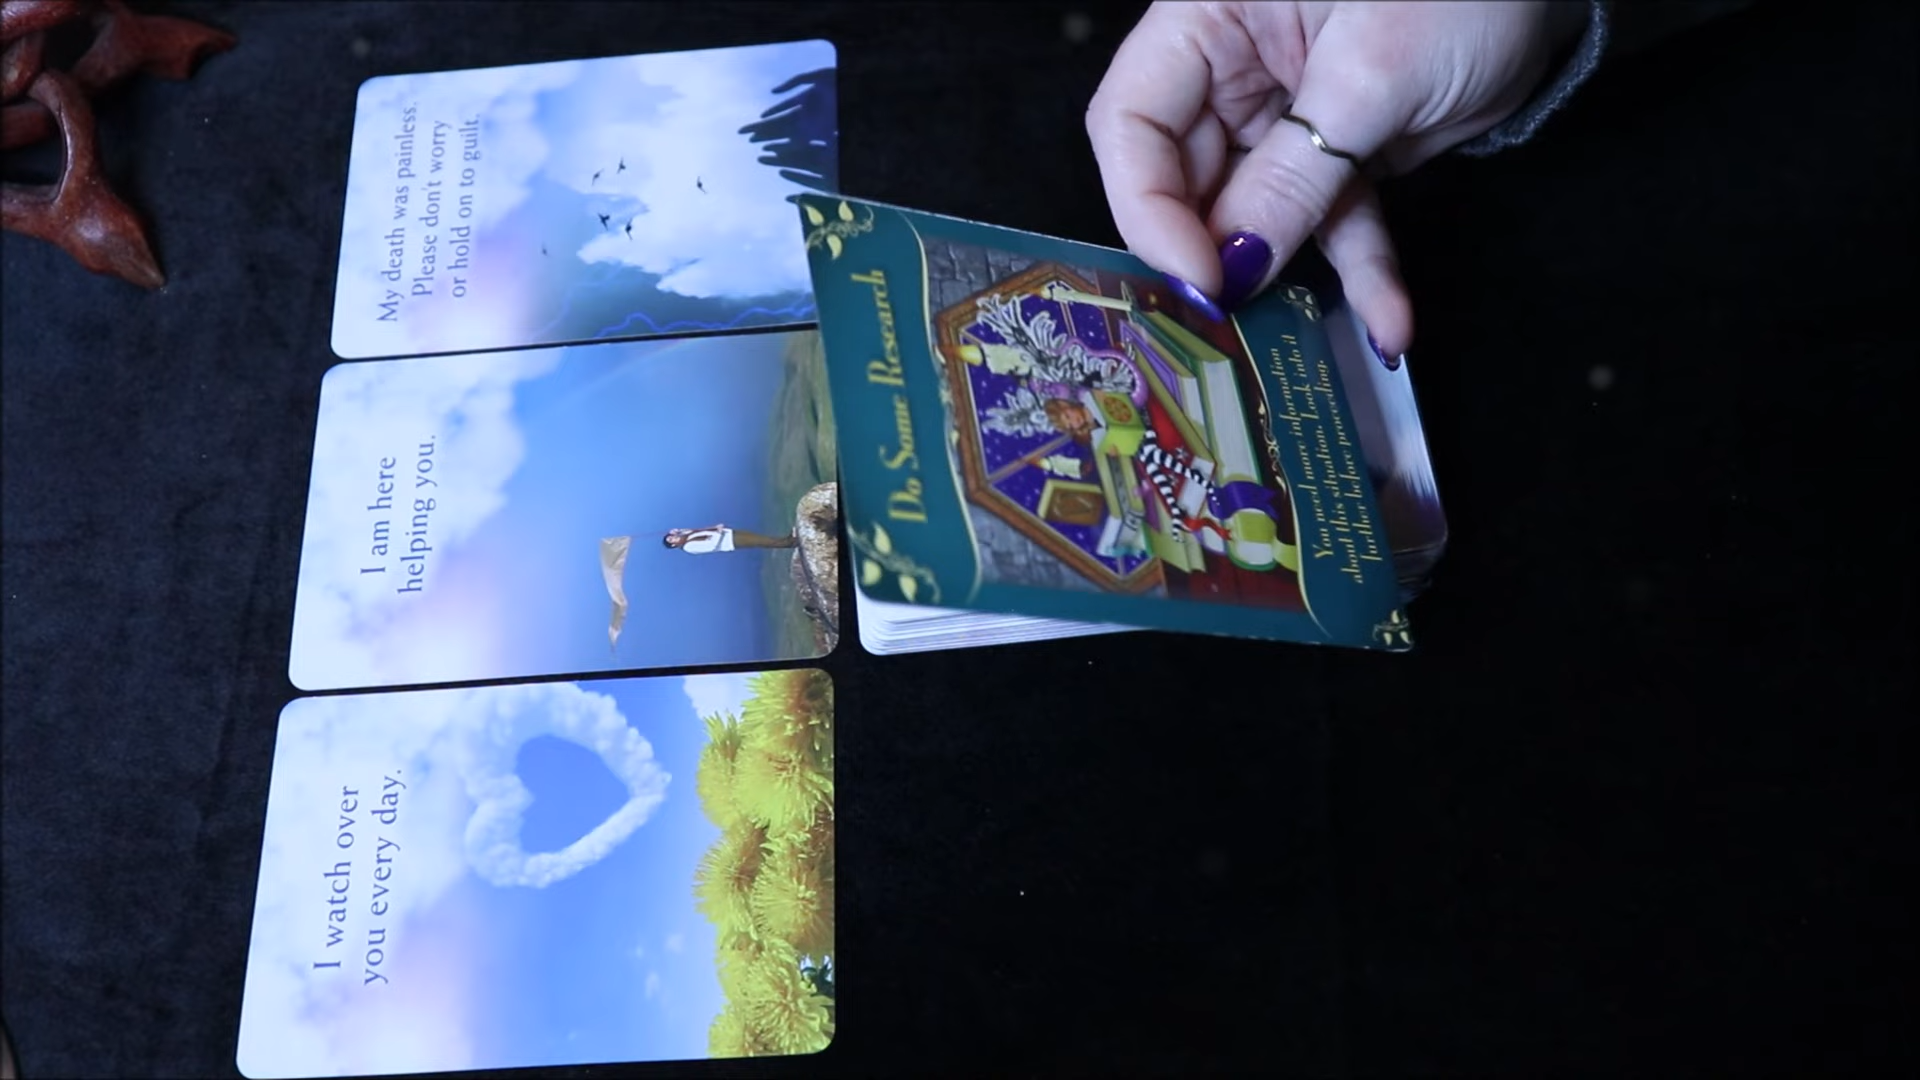 My death was painless.
Please don't worry
or hold on to guilt.
I am here
helping you.
I watch over
you every day.
Do Some Research
You need more information
about this situation. Look into it
further before proceeding.